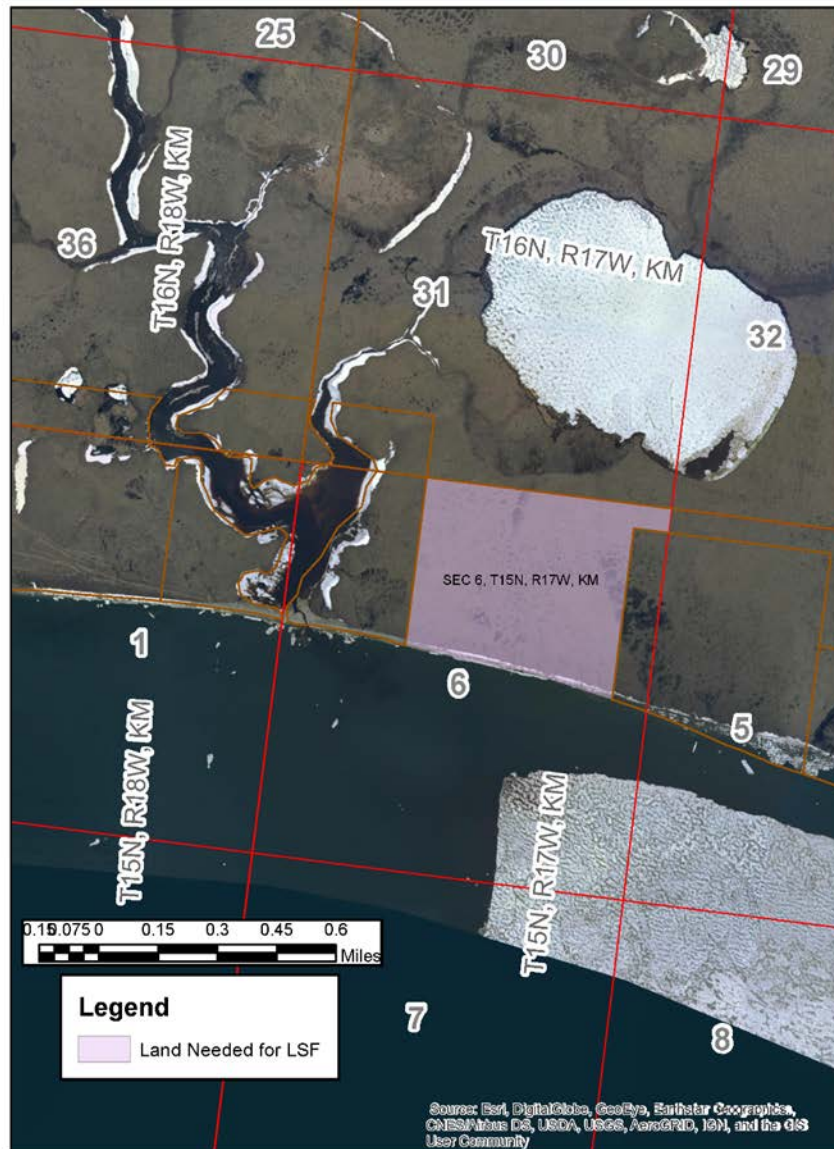 25
30
29
T16N, R18W, KM
36
T16N, R17W, KM
31
32
SEC 6, T15N, R17W, KM
1
6
5
T15N, R18W, KM
T15N, R17W, KM
0.15 0.075 0 0.15 0.3 0.45 0.6
Miles
Legend
Land Needed for LSF
7
8
Source: Esri, DigitalGlobe, GeoEye, Earthstar Geographics,
CNES/Airbus DS, USDA, USGS, AeroGRID, IGN, and the GIS
User Community